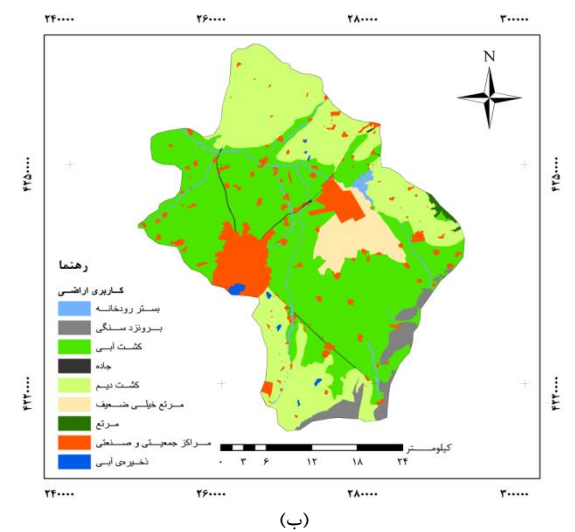 ۲۴۰۰۰۰ ۲۶۰۰۰۰ ۲۸۰۰۰۰ ۳۰۰۰۰۰
N
۴۲۵۰۰۰۰ ۴۲۵۰۰۰۰
راهنما
کاربری اراضی
بستر رودخانه
برونزد سنگی
کشت آبی
جاده
کشت دیم
مرتع خیلی ضعیف
مرتع
مراکز جمعیتی و صنعتی
ذخیره‌ی آبی
۴۲۲۰۰۰۰ ۴۲۲۰۰۰۰
کیلومتر
۰ ۳ ۶ ۱۲ ۱۸ ۲۴
۲۴۰۰۰۰ ۲۶۰۰۰۰ ۲۸۰۰۰۰ ۳۰۰۰۰۰
(ب)